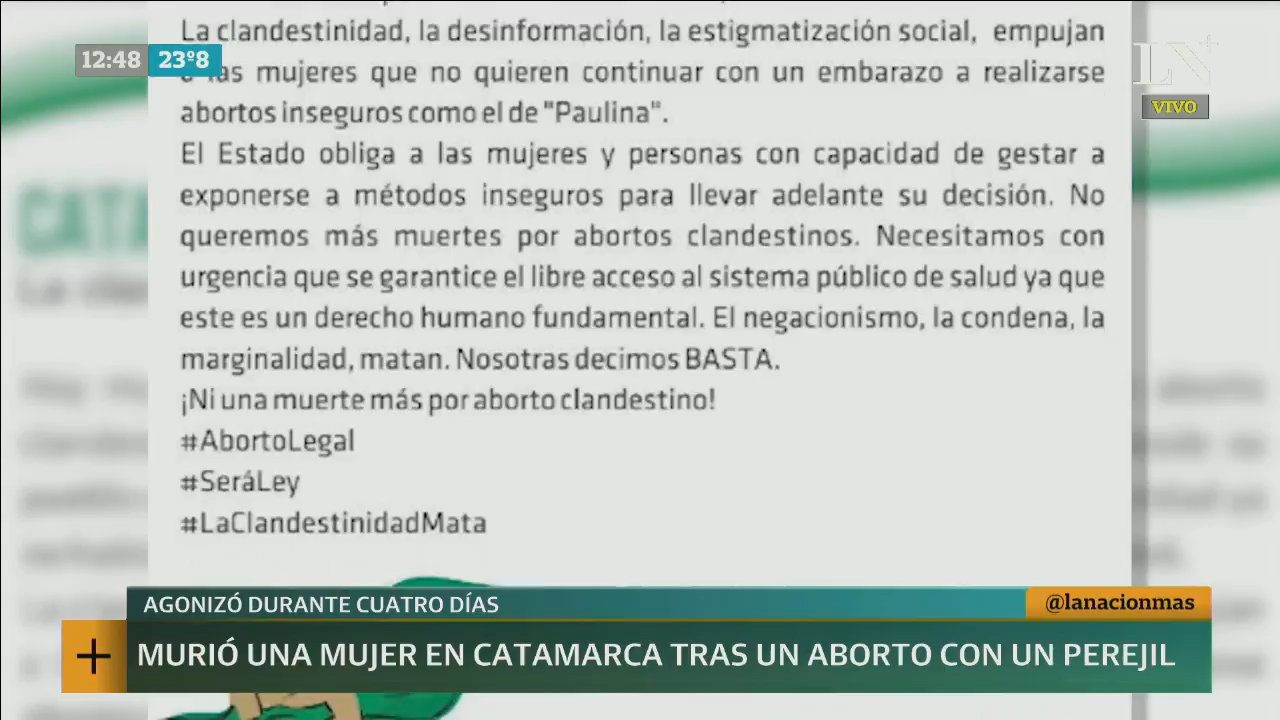 La clandestinidad, la desinformación, la estigmatización social, empujan
12:48 23º8
las mujeres que no quieren continuar con un embarazo a realizarse
LN+
abortos inseguros como el de "Paulina".
VIVO
El Estado obliga a las mujeres y personas con capacidad de gestar a
exponerse a métodos inseguros para llevar adelante su decisión. No
queremos más muertes por abortos clandestinos. Necesitamos con
urgencia que se garantice el libre acceso al sistema público de salud ya que
este es un derecho humano fundamental. El negacionismo, la condena, la
marginalidad, matan. Nosotras decimos BASTA.
¡Ni una muerte más por aborto clandestino!
#AbortoLegal
#SeráLey
#LaClandestinidadMata
AGONIZÓ DURANTE CUATRO DÍAS
@lanacionmas
MURIÓ UNA MUJER EN CATAMARCA TRAS UN ABORTO CON UN PEREJIL